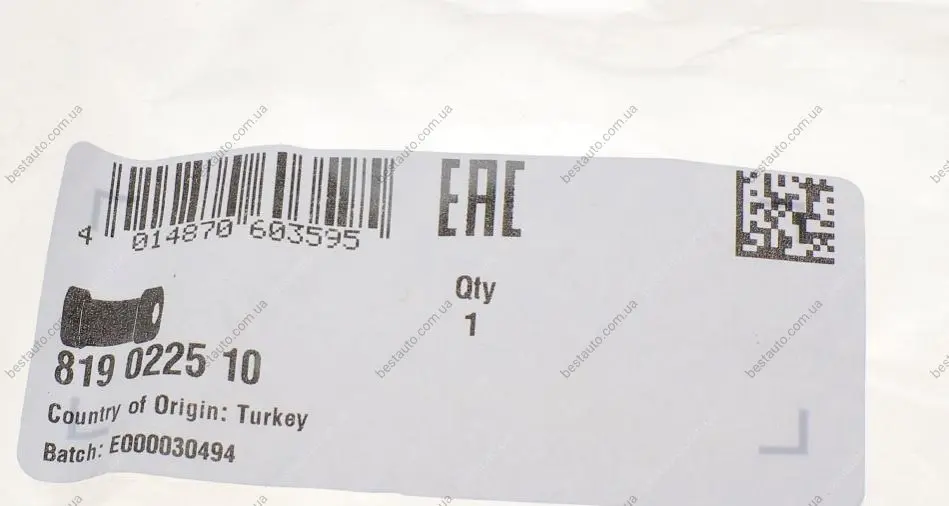 4 014870 603595
EAC
Qty
1
819 0225 10
Country of Origin: Turkey
Batch: E000030494
bestauto.com.ua